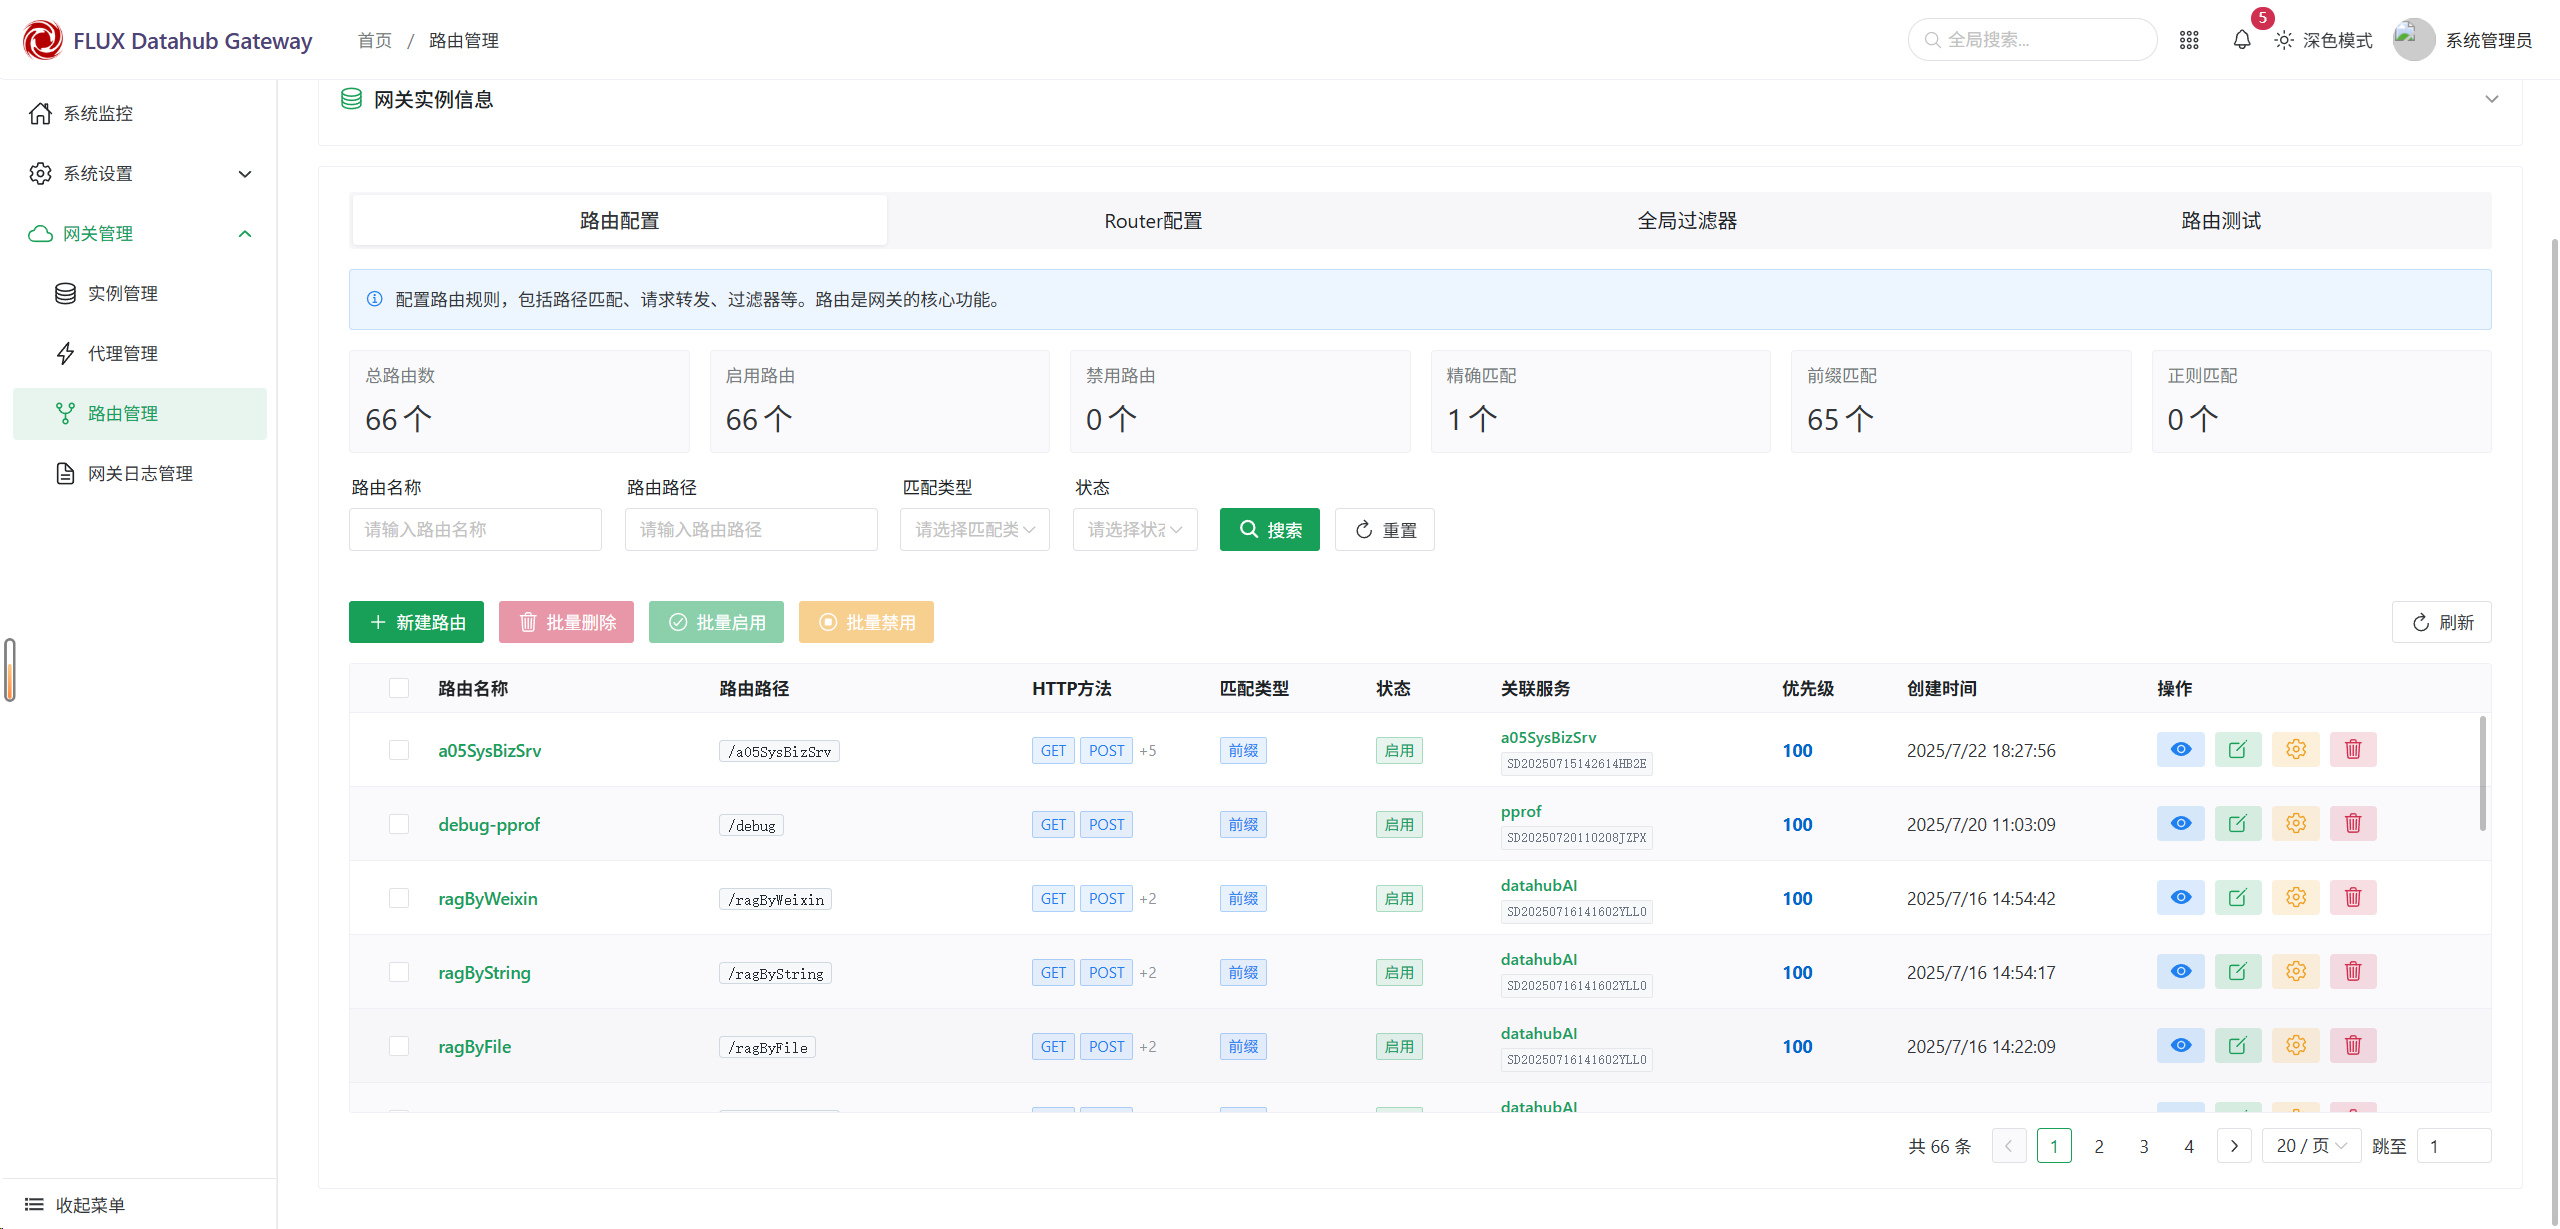 FLUX Datahub Gateway
首页 / 路由管理
全局搜索...
5
深色模式
系统管理员
系统监控
系统设置
网关管理
实例管理
代理管理
路由管理
网关日志管理
收起菜单
网关实例信息
路由配置 Router配置 全局过滤器 路由测试
配置路由规则，包括路径匹配、请求转发、过滤器等。路由是网关的核心功能。
总路由数 启用路由 禁用路由 精确匹配 前缀匹配 正则匹配
66 个 66 个 0 个 1 个 65 个 0 个
路由名称 路由路径 匹配类型 状态
请输入路由名称 请输入路由路径 请选择匹配类 请选择状 搜索 重置
新建路由 批量删除 批量启用 批量禁用 刷新
路由名称 路由路径 HTTP方法 匹配类型 状态 关联服务 优先级 创建时间 操作
a05SysBizSrv /a05SysBizSrv GET POST +5 前缀 启用 a05SysBizSrv 100 2025/7/22 18:27:56
SD20250715142614HB2E
debug-pprof /debug GET POST 前缀 启用 pprof 100 2025/7/20 11:03:09
SD20250720110208JZPX
ragByWeixin /ragByWeixin GET POST +2 前缀 启用 datahubAI 100 2025/7/16 14:54:42
SD20250716141602YLLO
ragByString /ragByString GET POST +2 前缀 启用 datahubAI 100 2025/7/16 14:54:17
SD20250716141602YLLO
ragByFile /ragByFile GET POST +2 前缀 启用 datahubAI 100 2025/7/16 14:22:09
SD20250716141602YLLO
datahubAI
共 66 条 1 2 3 4 20 / 页 跳至 1